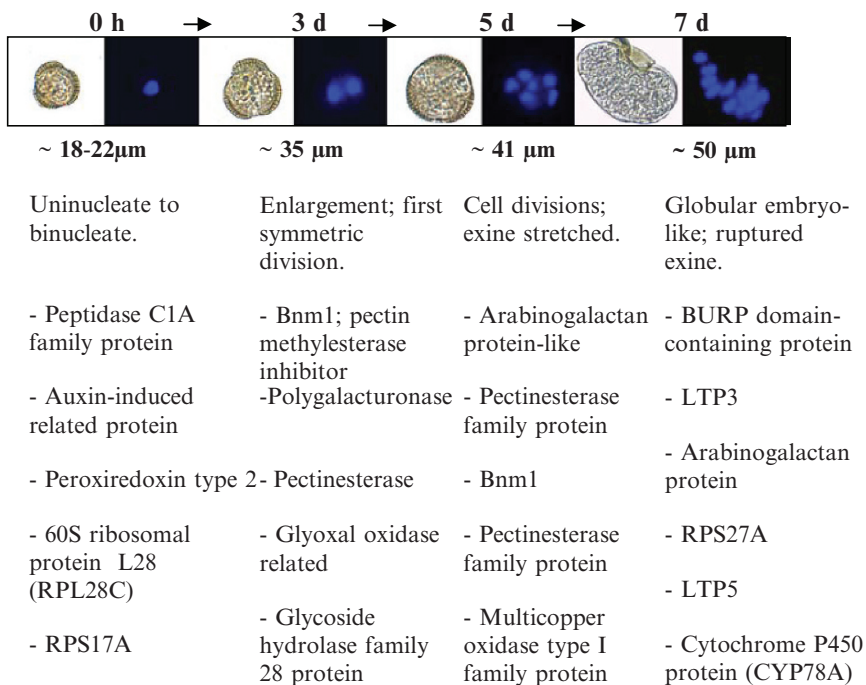 0 h → 3 d → 5 d → 7 d
~ 18-22µm ~ 35 µm ~ 41 µm ~ 50 µm
Uninucleate to
binucleate.
- Peptidase C1A
family protein
- Auxin-induced
related protein
- Peroxiredoxin type 2
- 60S ribosomal
protein L28
(RPL28C)
- RPS17A
Enlargement; first
symmetric
division.
- Bnm1; pectin
methylesterase
inhibitor
-Polygalacturonase
- Pectinesterase
- Glyoxal oxidase
related
- Glycoside
hydrolase family
28 protein
Cell divisions;
exine stretched.
- Arabinogalactan
protein-like
- Pectinesterase
family protein
- Bnm1
- Pectinesterase
family protein
- Multicopper
oxidase type I
family protein
Globular embryo-
like; ruptured
exine.
- BURP domain-
containing protein
- LTP3
- Arabinogalactan
protein
- RPS27A
- LTP5
- Cytochrome P450
protein (CYP78A)